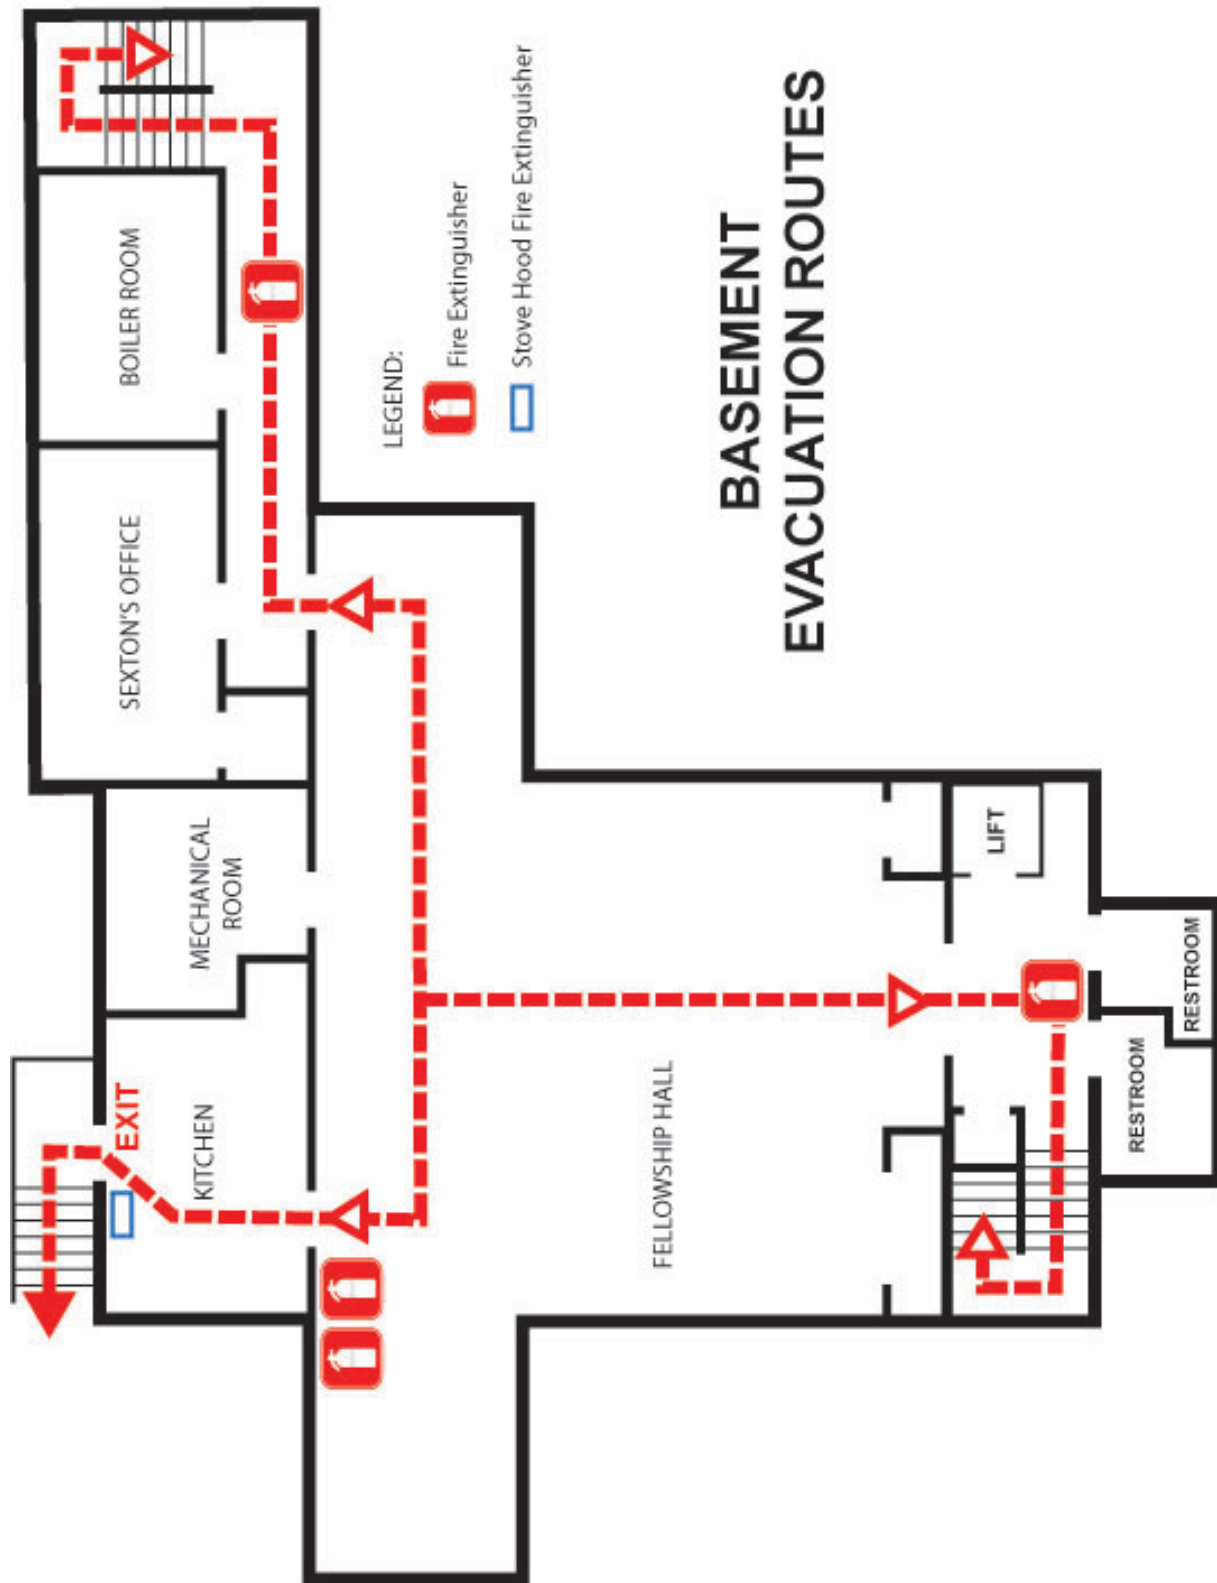 KITCHEN
EXIT
MECHANICAL
ROOM
SEXTON'S OFFICE
BOILER ROOM
LEGEND:
Fire Extinguisher
Stove Hood Fire Extinguisher
FELLOWSHIP HALL
BASEMENT
EVACUATION ROUTES
LIFT
RESTROOM
RESTROOM